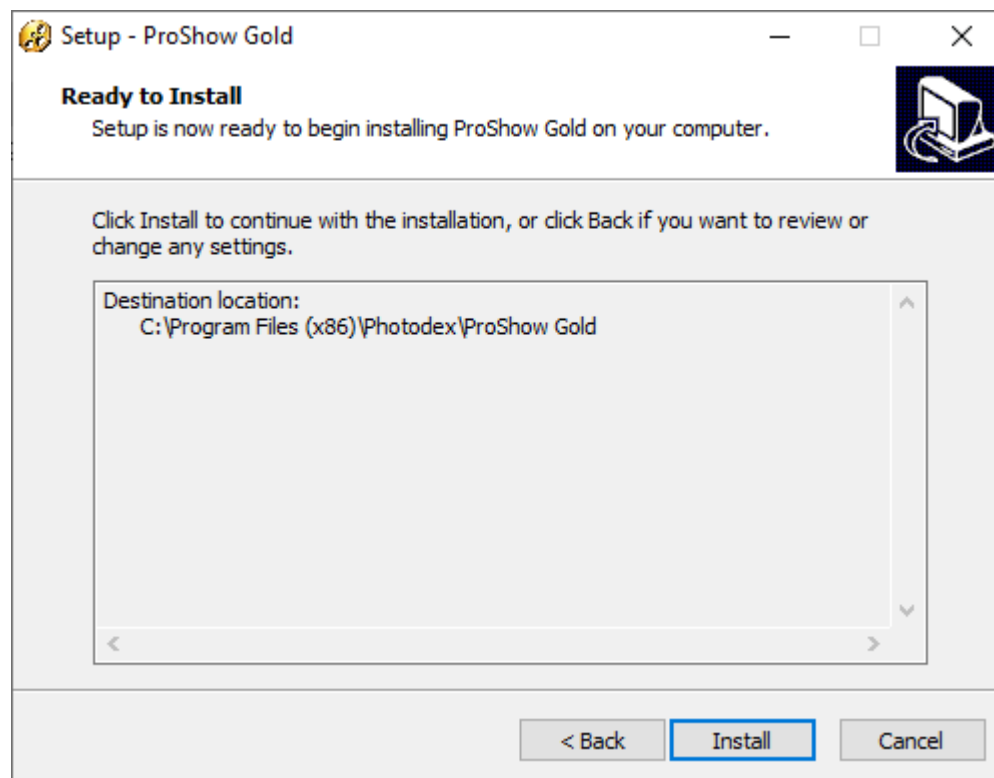 Setup - ProShow Gold
Ready to Install
Setup is now ready to begin installing ProShow Gold on your computer.
Click Install to continue with the installation, or click Back if you want to review or
change any settings.
Destination location:
C:\Program Files (x86)\Photodex\ProShow Gold
< Back
Install
Cancel